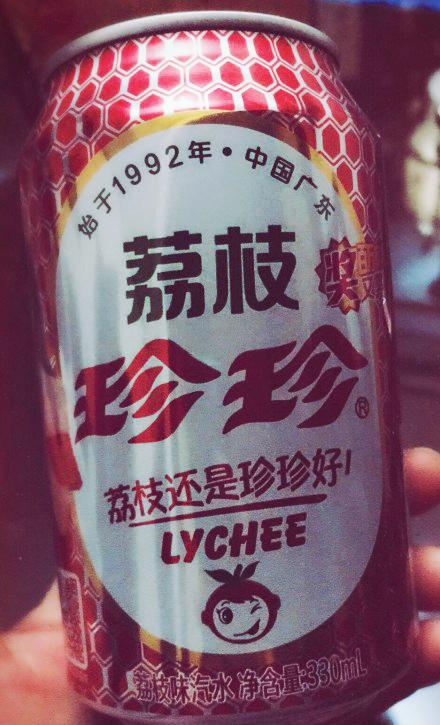 始于1992年·中国广东
荔枝
奖
珍珍®
荔枝还是珍珍好!
LYCHEE
荔枝味汽水 净含量:330mL